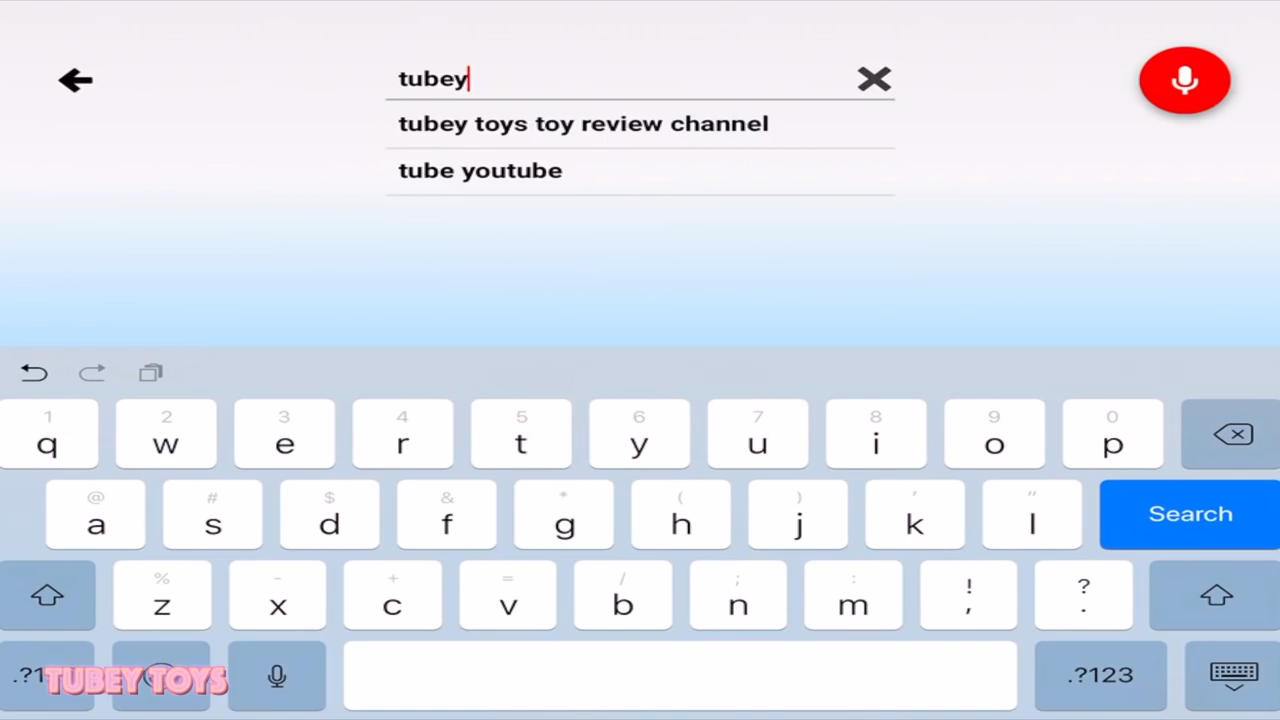 tubey
tubey toys toy review channel
tube youtube
1 2 3 4 5 6 7 8 9 0
q w e r t y u i o p
@ # $ & * ( ) ' "
a s d f g h j k l Search
% - + = / ; : ! ?
z x c v b n m , .
.?1 .?123
TUBEY TOYS